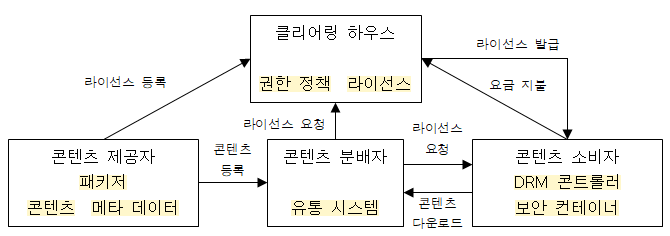 클리어링 하우스
권한 정책 라이선스
라이선스 발급
요금 지불
라이선스 등록
라이선스 요청
콘텐츠 제공자
패키저
콘텐츠 메타 데이터
콘텐츠
등록
콘텐츠 분배자
유통 시스템
라이선스
요청
콘텐츠
다운로드
콘텐츠 소비자
DRM 콘트롤러
보안 컨테이너